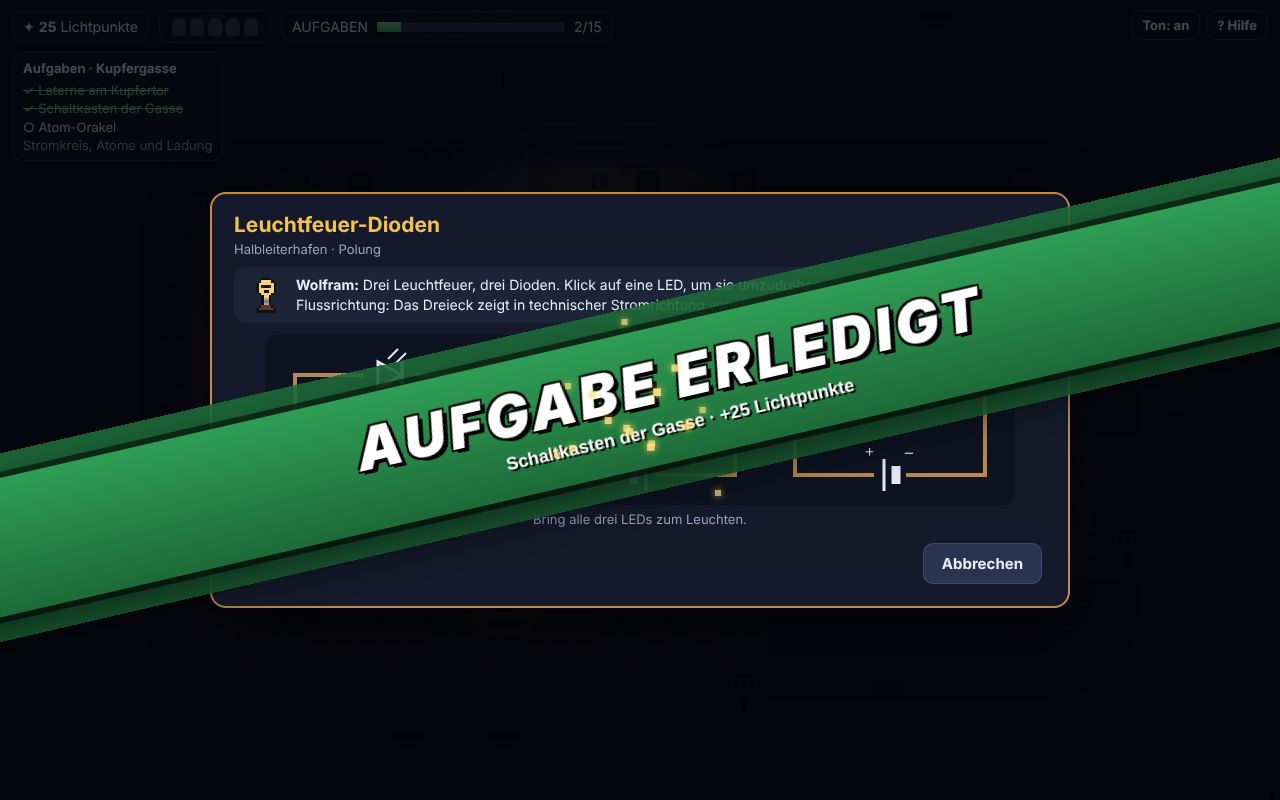 ✦ 25 Lichtpunkte
AUFGABEN 2/15
Ton: an
? Hilfe
Aufgaben · Kupfergasse
✓ Laterne am Kupfertor
✓ Schaltkasten der Gasse
○ Atom-Orakel
Stromkreis, Atome und Ladung
Leuchtfeuer-Dioden
Halbleiterhafen · Polung
Wolfram: Drei Leuchtfeuer, drei Dioden. Klick auf eine LED, um sie umzudrehen
Flussrichtung: Das Dreieck zeigt in technischer Stromrichtung
AUFGABE ERLEDIGT
Schaltkasten der Gasse · +25 Lichtpunkte
+ −
Bring alle drei LEDs zum Leuchten.
Abbrechen